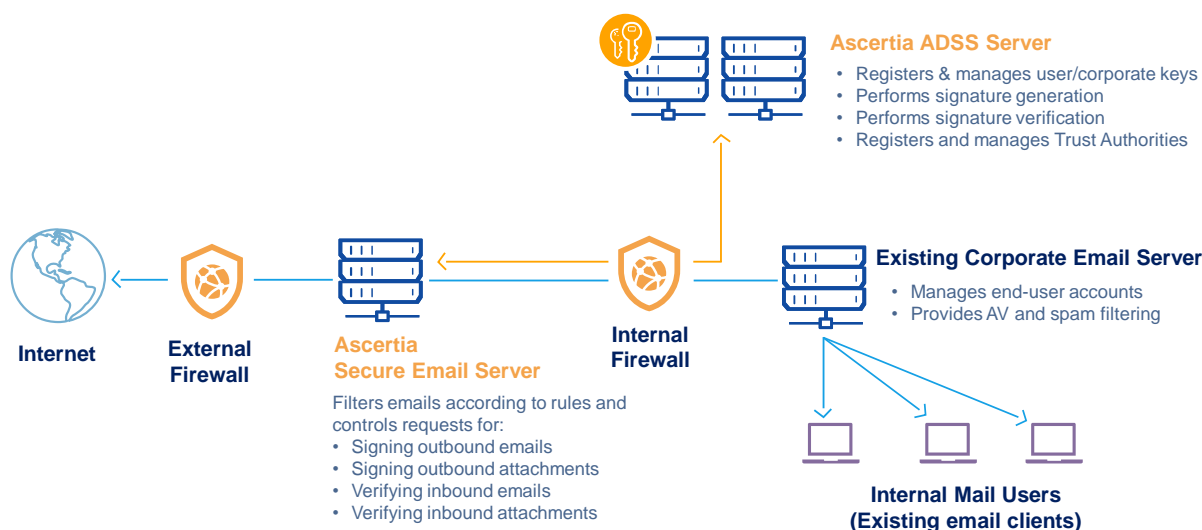 Ascertia ADSS Server
• Registers & manages user/corporate keys
• Performs signature generation
• Performs signature verification
• Registers and manages Trust Authorities
Existing Corporate Email Server
• Manages end-user accounts
• Provides AV and spam filtering
Internet
External
Firewall
Ascertia
Secure Email Server
Filters emails according to rules and
controls requests for:
• Signing outbound emails
• Signing outbound attachments
• Verifying inbound emails
• Verifying inbound attachments
Internal
Firewall
Internal Mail Users
(Existing email clients)